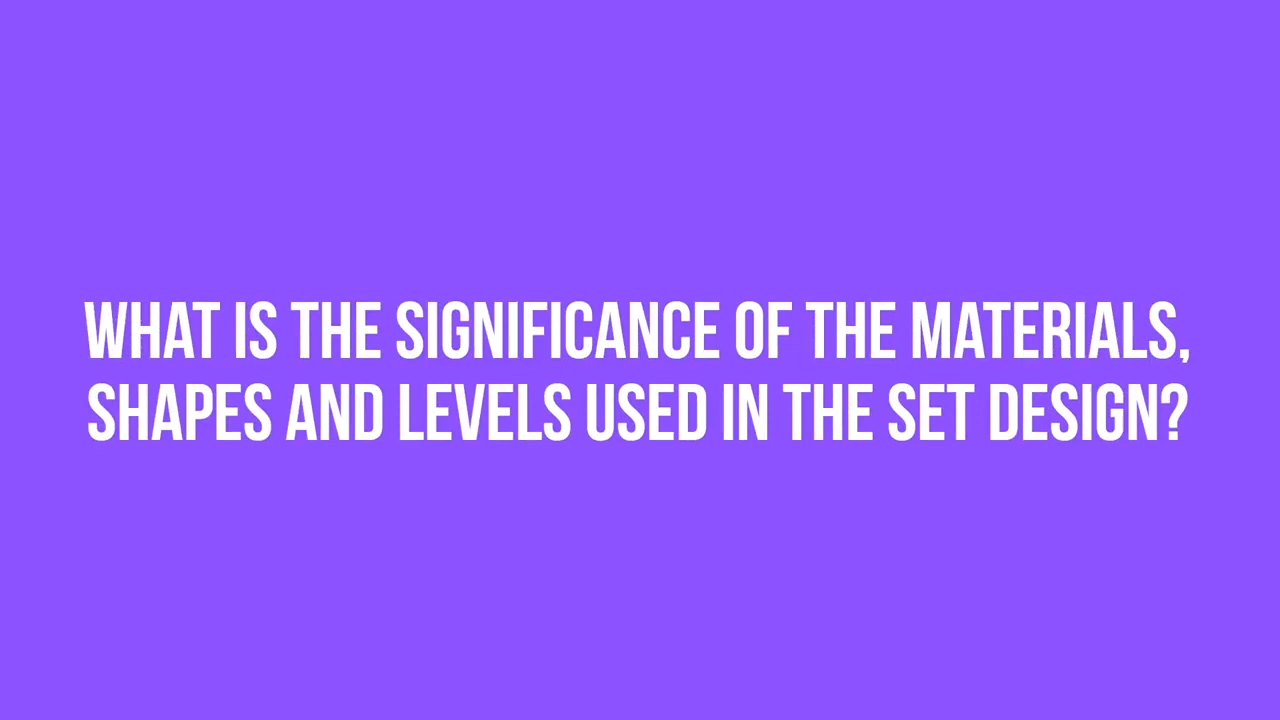 WHAT IS THE SIGNIFICANCE OF THE MATERIALS,
SHAPES AND LEVELS USED IN THE SET DESIGN?